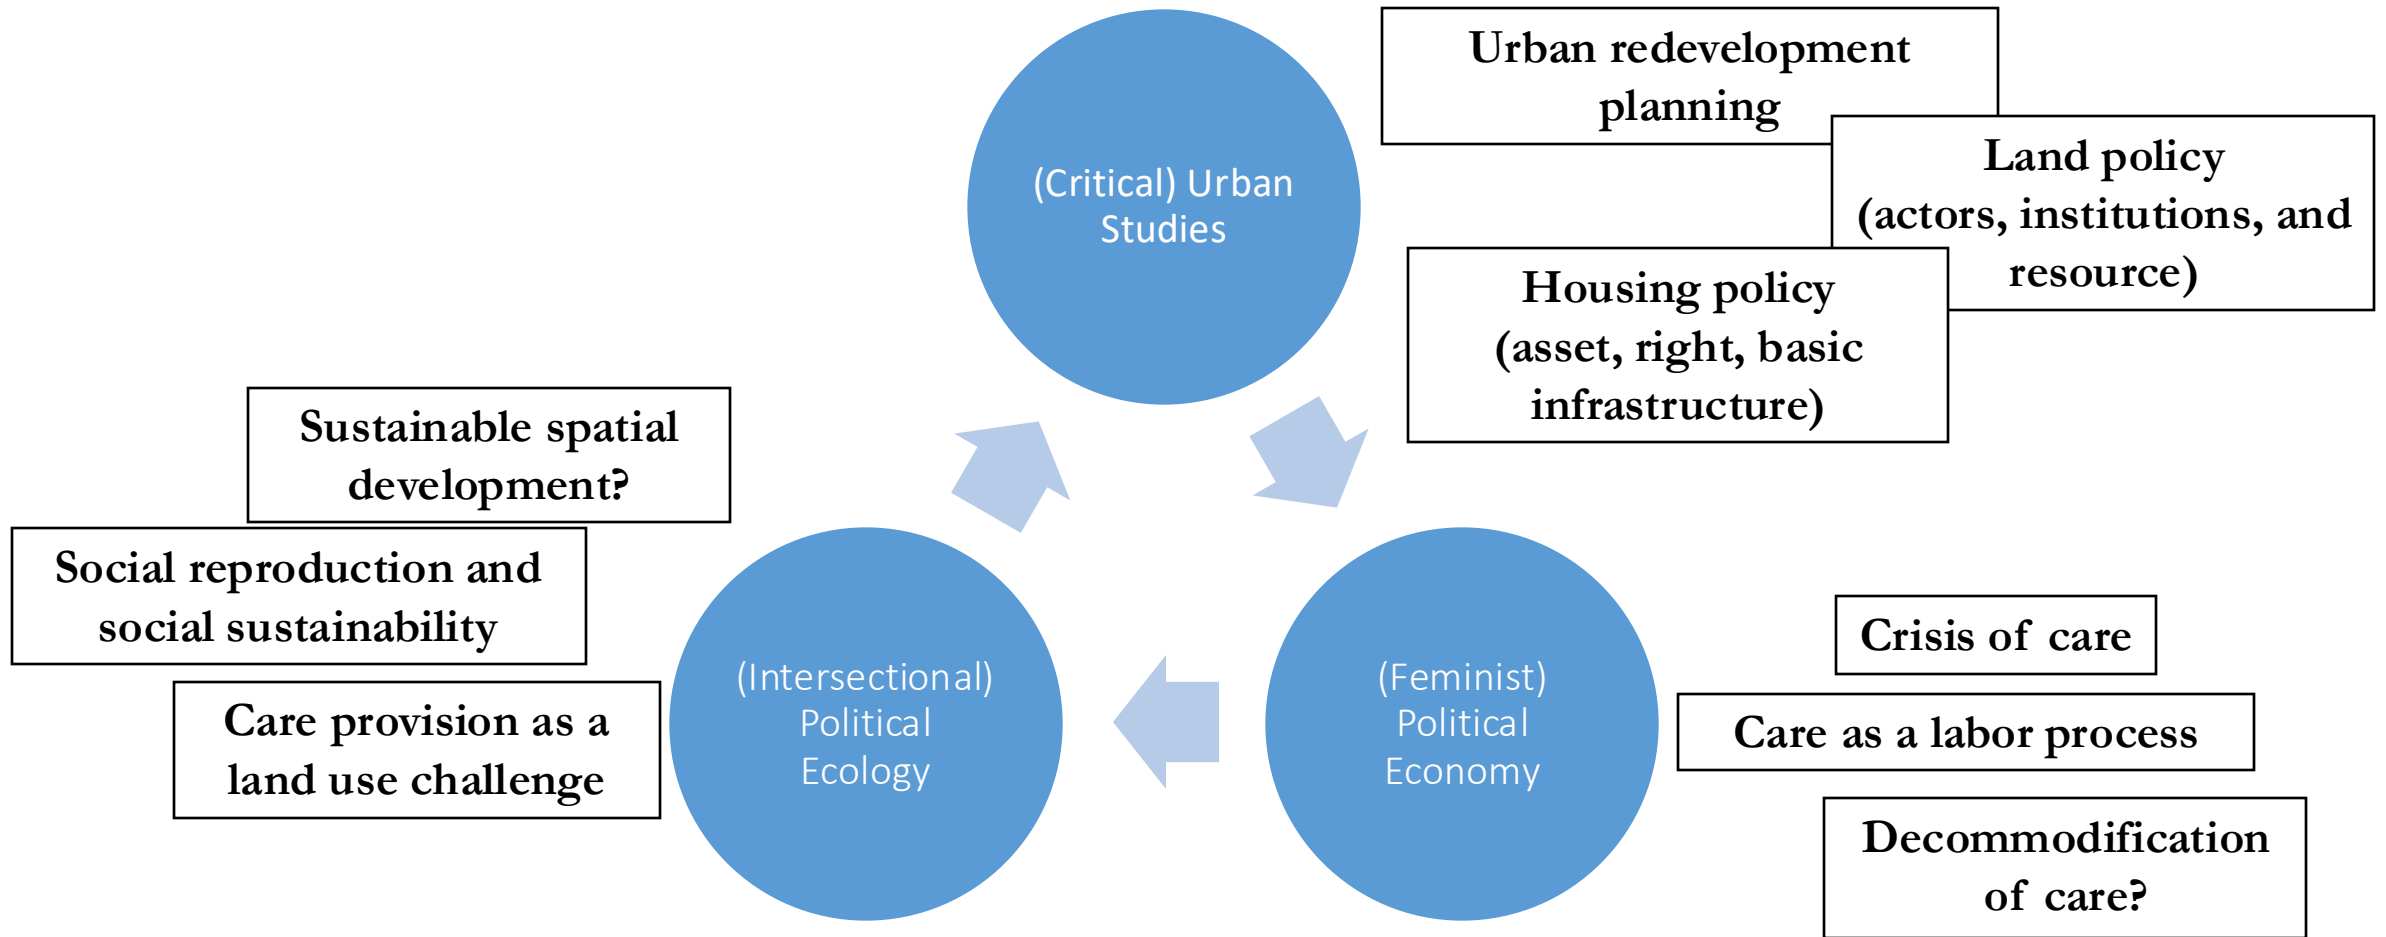 (Critical) Urban
Studies
Urban redevelopment
planning
Land policy
(actors, institutions, and
resource)
Housing policy
(asset, right, basic
infrastructure)
Sustainable spatial
development?
Social reproduction and
social sustainability
Care provision as a
land use challenge
(Intersectional)
Political
Ecology
(Feminist)
Political
Economy
Crisis of care
Care as a labor process
Decommodification
of care?